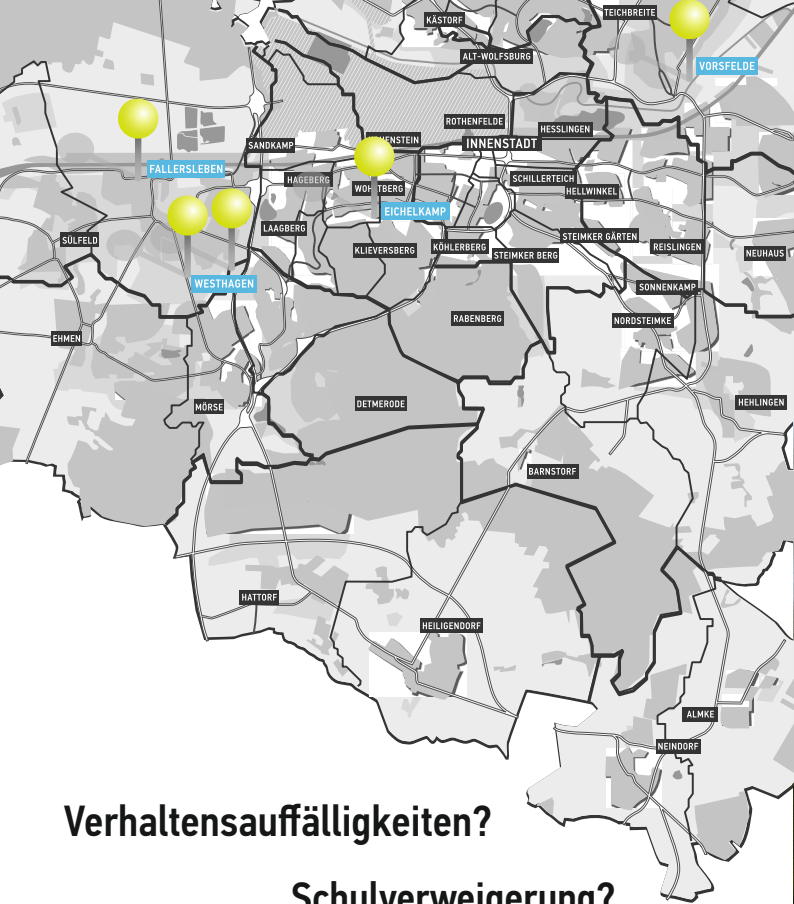 KÄSTORF
TEICHBREITE
ALT-WOLFSBURG
VORSFELDE
ROTHENFELDE
HESSLINGEN
SANDKAMP
INNENSTADT
FALLERSLEBEN
HAGEBERG
SCHILLERTEICH
HELLWINKEL
EICHELKAMP
LAAGBERG
STEIMKER GÄRTEN
SÜLFELD
KLIEVERSBERG
KÖHLERBERG
STEIMKER BERG
REISLINGEN
NEUHAUS
WESTHAGEN
SONNENKAMP
RABENBERG
NORDSTEIMKE
EHMEN
MÖRSE
DETMERODE
HEHLINGEN
BARNSTORF
HATTORF
HEILIGENDORF
ALMKE
NEINDORF
Verhaltensauffälligkeiten?
Schulverweigerung?